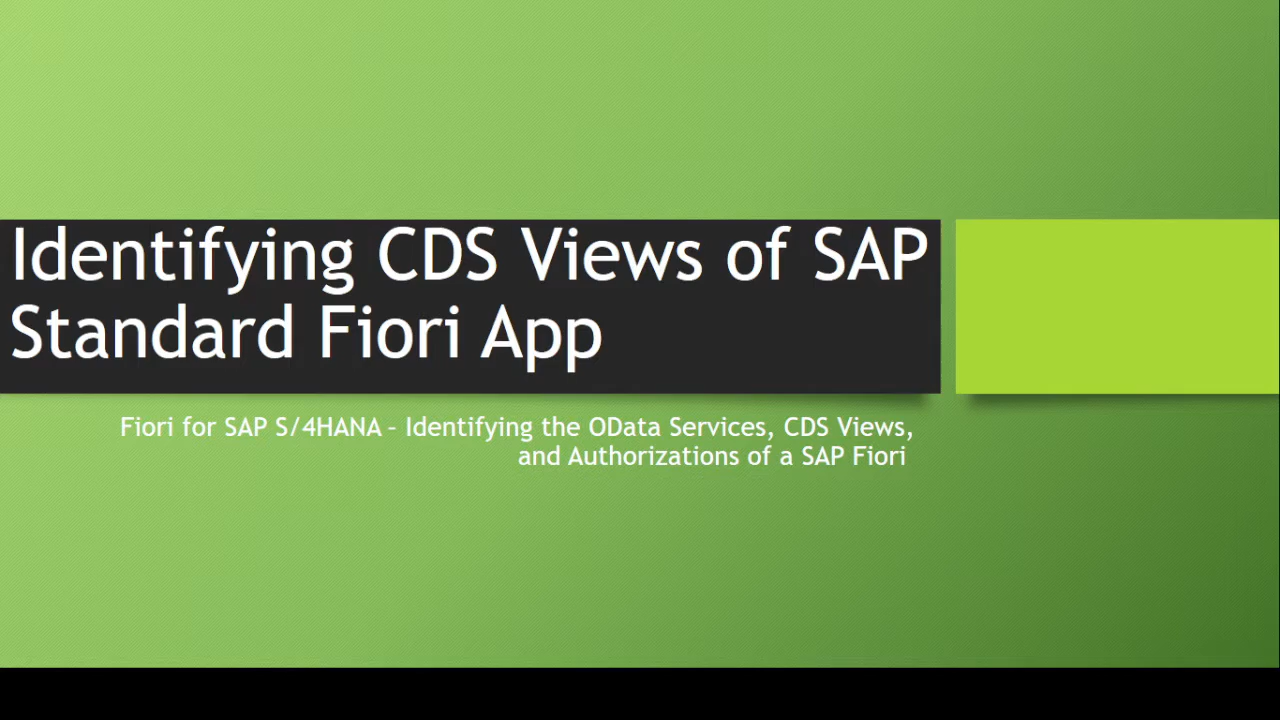 Identifying CDS Views of SAP
Standard Fiori App
Fiori for SAP S/4HANA – Identifying the OData Services, CDS Views,
and Authorizations of a SAP Fiori